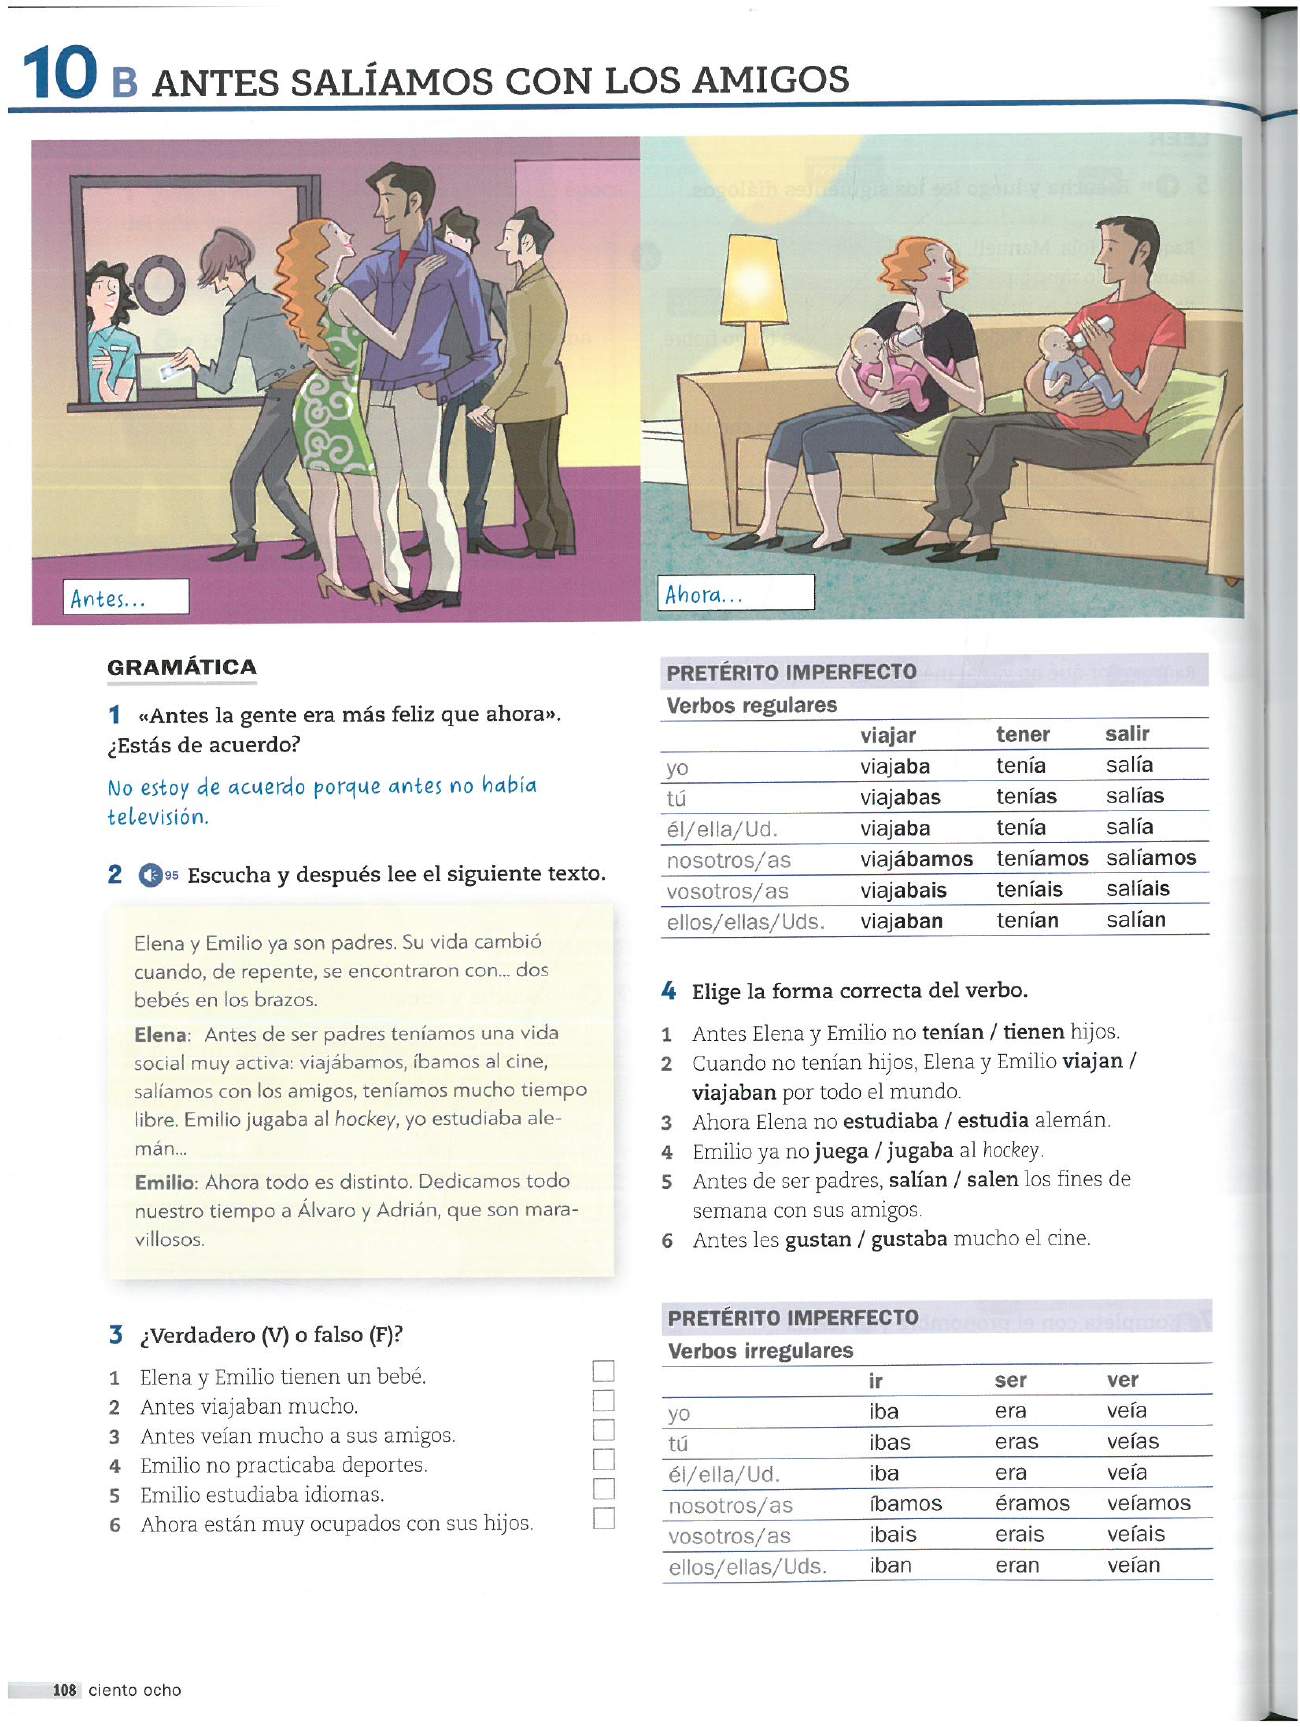 10 B ANTES SALÍAMOS CON LOS AMIGOS
Antes...
Ahora...
GRAMÁTICA
1 «Antes la gente era más feliz que ahora».
¿Estás de acuerdo?
No estoy de acuerdo porque antes no había
televisión.
2 95 Escucha y después lee el siguiente texto.
Elena y Emilio ya son padres. Su vida cambió
cuando, de repente, se encontraron con... dos
bebés en los brazos.
Elena: Antes de ser padres teníamos una vida
social muy activa: viajábamos, íbamos al cine,
salíamos con los amigos, teníamos mucho tiempo
libre. Emilio jugaba al hockey, yo estudiaba ale-
mán...
Emilio: Ahora todo es distinto. Dedicamos todo
nuestro tiempo a Álvaro y Adrián, que son mara-
villosos.
3 ¿Verdadero (V) o falso (F)?
1 Elena y Emilio tienen un bebé.
2 Antes viajaban mucho.
3 Antes veían mucho a sus amigos.
4 Emilio no practicaba deportes.
5 Emilio estudiaba idiomas.
6 Ahora están muy ocupados con sus hijos.
PRETÉRITO IMPERFECTO
Verbos regulares
viajar tener salir
yo viajaba tenía salía
tú viajabas tenías salías
él/ella/Ud. viajaba tenía salía
nosotros/as viajábamos teníamos salíamos
vosotros/as viajabais teníais salíais
ellos/ellas/Uds. viajaban tenían salían
4 Elige la forma correcta del verbo.
1 Antes Elena y Emilio no tenían / tienen hijos.
2 Cuando no tenían hijos, Elena y Emilio viajan /
viajaban por todo el mundo.
3 Ahora Elena no estudiaba / estudia alemán.
4 Emilio ya no juega / jugaba al hockey.
5 Antes de ser padres, salían / salen los fines de
semana con sus amigos.
6 Antes les gustan / gustaba mucho el cine.
PRETÉRITO IMPERFECTO
Verbos irregulares
ir ser ver
yo iba era veía
tú ibas eras veías
él/ella/Ud. iba era veía
nosotros/as íbamos éramos veíamos
vosotros/as ibais erais veíais
ellos/ellas/Uds. iban eran veían
108 ciento ocho